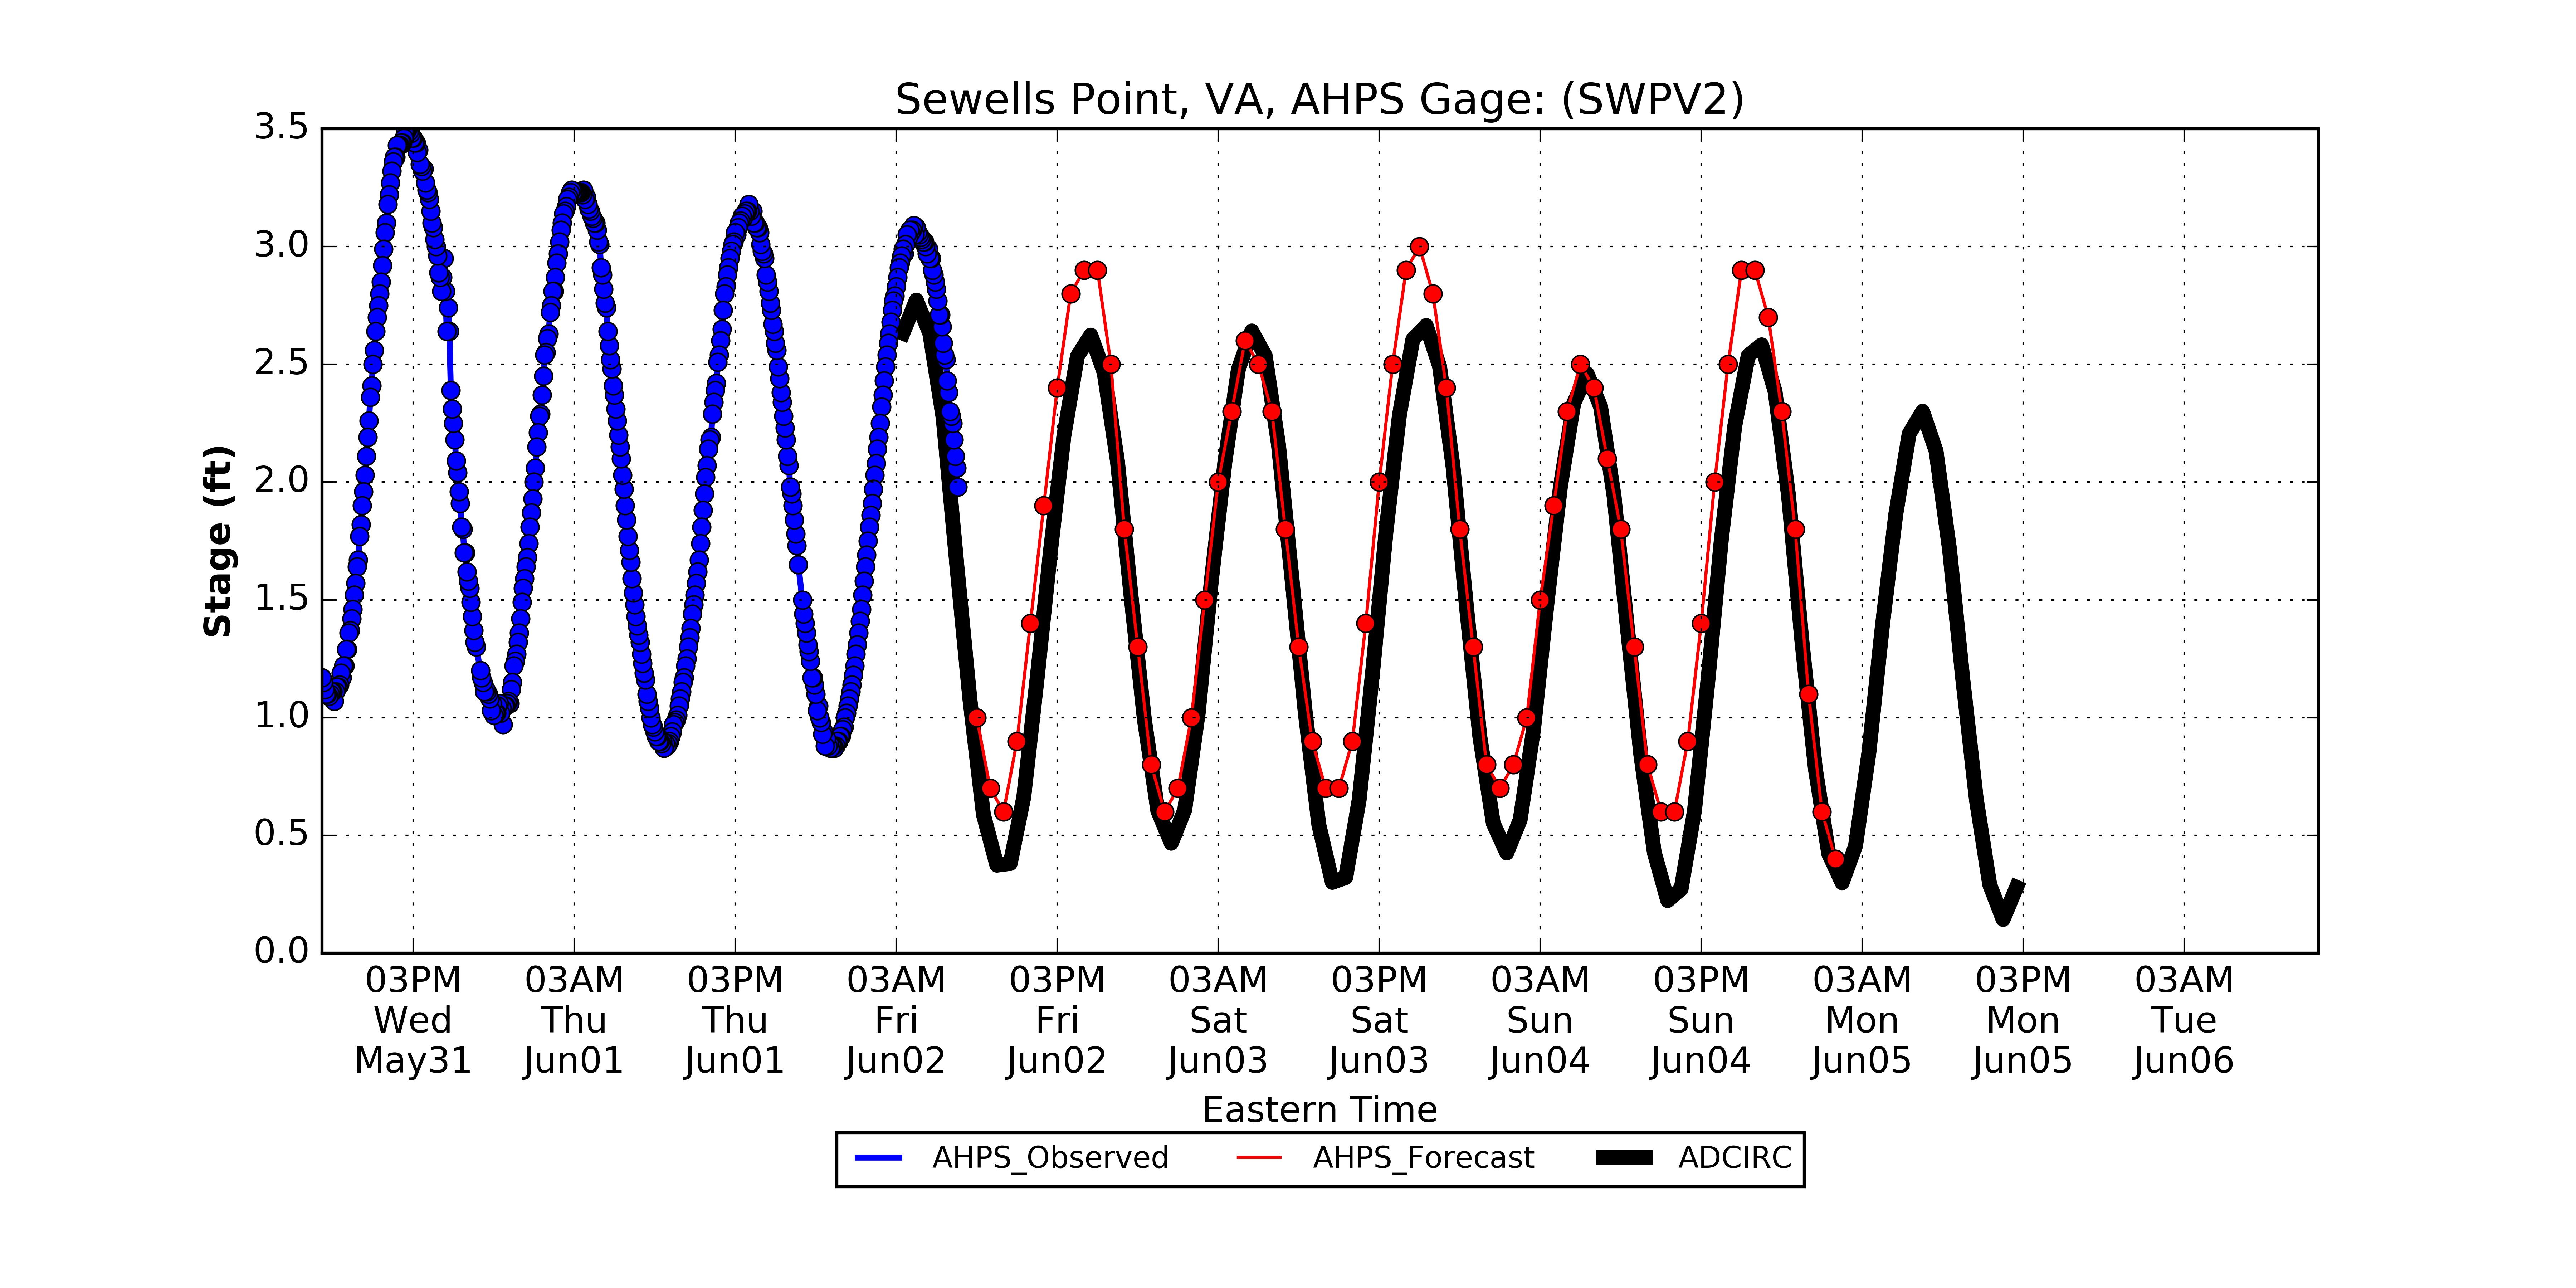 Sewells Point, VA, AHPS Gage: (SWPV2)
3.5
3.0
2.5
2.0
1.5
1.0
0.5
0.0
Stage (ft)
03PM 03AM 03PM 03AM 03PM 03AM 03PM 03AM 03PM 03AM 03PM 03AM
Wed Thu Thu Fri Fri Sat Sat Sun Sun Mon Mon Tue
May31 Jun01 Jun01 Jun02 Jun02 Jun03 Jun03 Jun04 Jun04 Jun05 Jun05 Jun06
Eastern Time
AHPS_Observed AHPS_Forecast ADCIRC